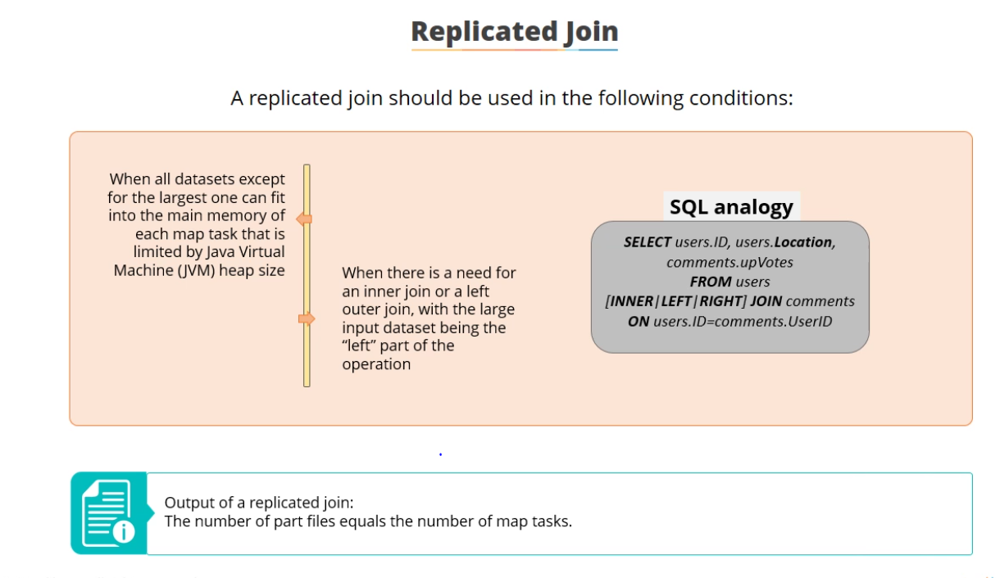 Replicated Join
A replicated join should be used in the following conditions:
When all datasets except
for the largest one can fit
into the main memory of
each map task that is
limited by Java Virtual
Machine (JVM) heap size
When there is a need for
an inner join or a left
outer join, with the large
input dataset being the
“left” part of the
operation
SQL analogy
SELECT users.ID, users.Location,
comments.upVotes
FROM users
[INNER|LEFT|RIGHT] JOIN comments
ON users.ID=comments.UserID
Output of a replicated join:
The number of part files equals the number of map tasks.